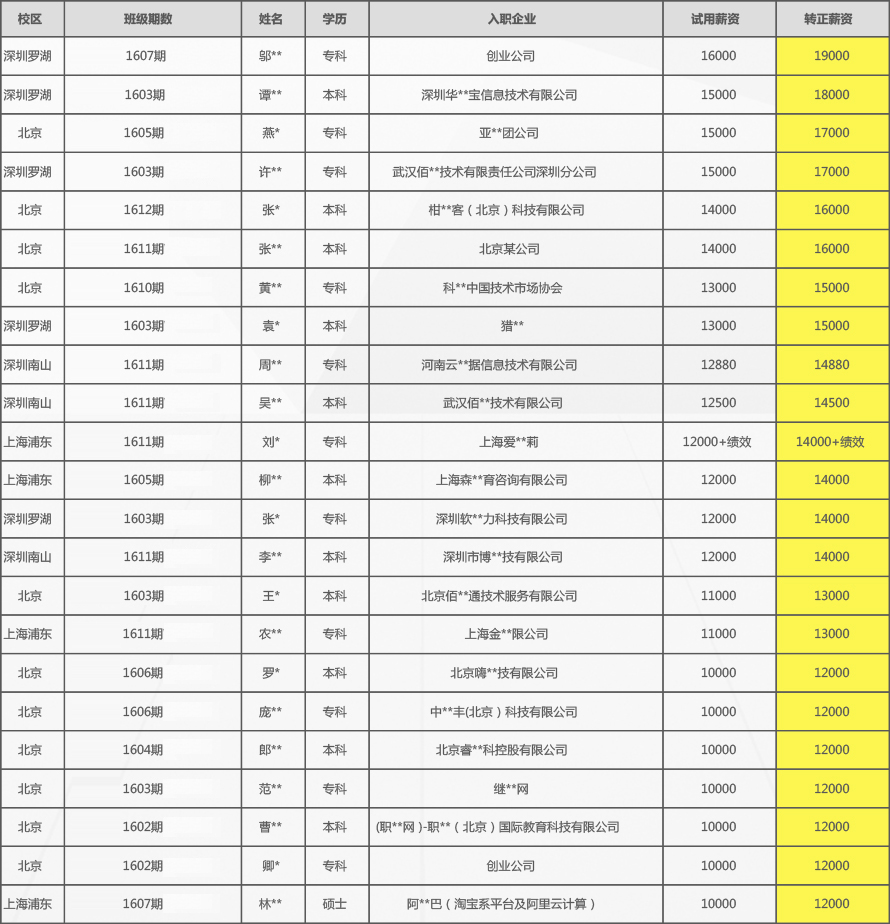 校区 班级期数 姓名 学历 入职企业 试用薪资 转正薪资
深圳罗湖 1607期 邬** 专科 创业公司 16000 19000
深圳罗湖 1603期 谭** 本科 深圳华**宝信息技术有限公司 15000 18000
北京 1605期 燕* 专科 亚**团公司 15000 17000
深圳罗湖 1603期 许** 专科 武汉佰**技术有限责任公司深圳分公司 15000 17000
北京 1612期 张* 本科 柑**客（北京）科技有限公司 14000 16000
北京 1611期 张** 本科 北京某公司 14000 16000
北京 1610期 黄** 专科 科**中国技术市场协会 13000 15000
深圳罗湖 1603期 袁* 本科 猎** 13000 15000
深圳南山 1611期 周** 专科 河南云**据信息技术有限公司 12880 14880
深圳南山 1611期 吴** 本科 武汉佰**技术有限公司 12500 14500
上海浦东 1611期 刘* 专科 上海爱**莉 12000+绩效 14000+绩效
上海浦东 1605期 柳** 本科 上海森**育咨询有限公司 12000 14000
深圳罗湖 1603期 张* 专科 深圳软**力科技有限公司 12000 14000
深圳南山 1611期 李** 本科 深圳市博**技有限公司 12000 14000
北京 1603期 王* 本科 北京佰**通技术服务有限公司 11000 13000
上海浦东 1611期 农** 专科 上海金**限公司 11000 13000
北京 1606期 罗* 本科 北京嗨**技有限公司 10000 12000
北京 1606期 庞** 专科 中**丰(北京）科技有限公司 10000 12000
北京 1604期 郎** 本科 北京睿**科控股有限公司 10000 12000
北京 1603期 范** 专科 继**网 10000 12000
北京 1602期 曹** 本科 (职**网)-职**（北京）国际教育科技有限公司 10000 12000
北京 1602期 卿* 专科 创业公司 10000 12000
上海浦东 1607期 林** 硕士 阿**巴（淘宝系平台及阿里云计算） 10000 12000